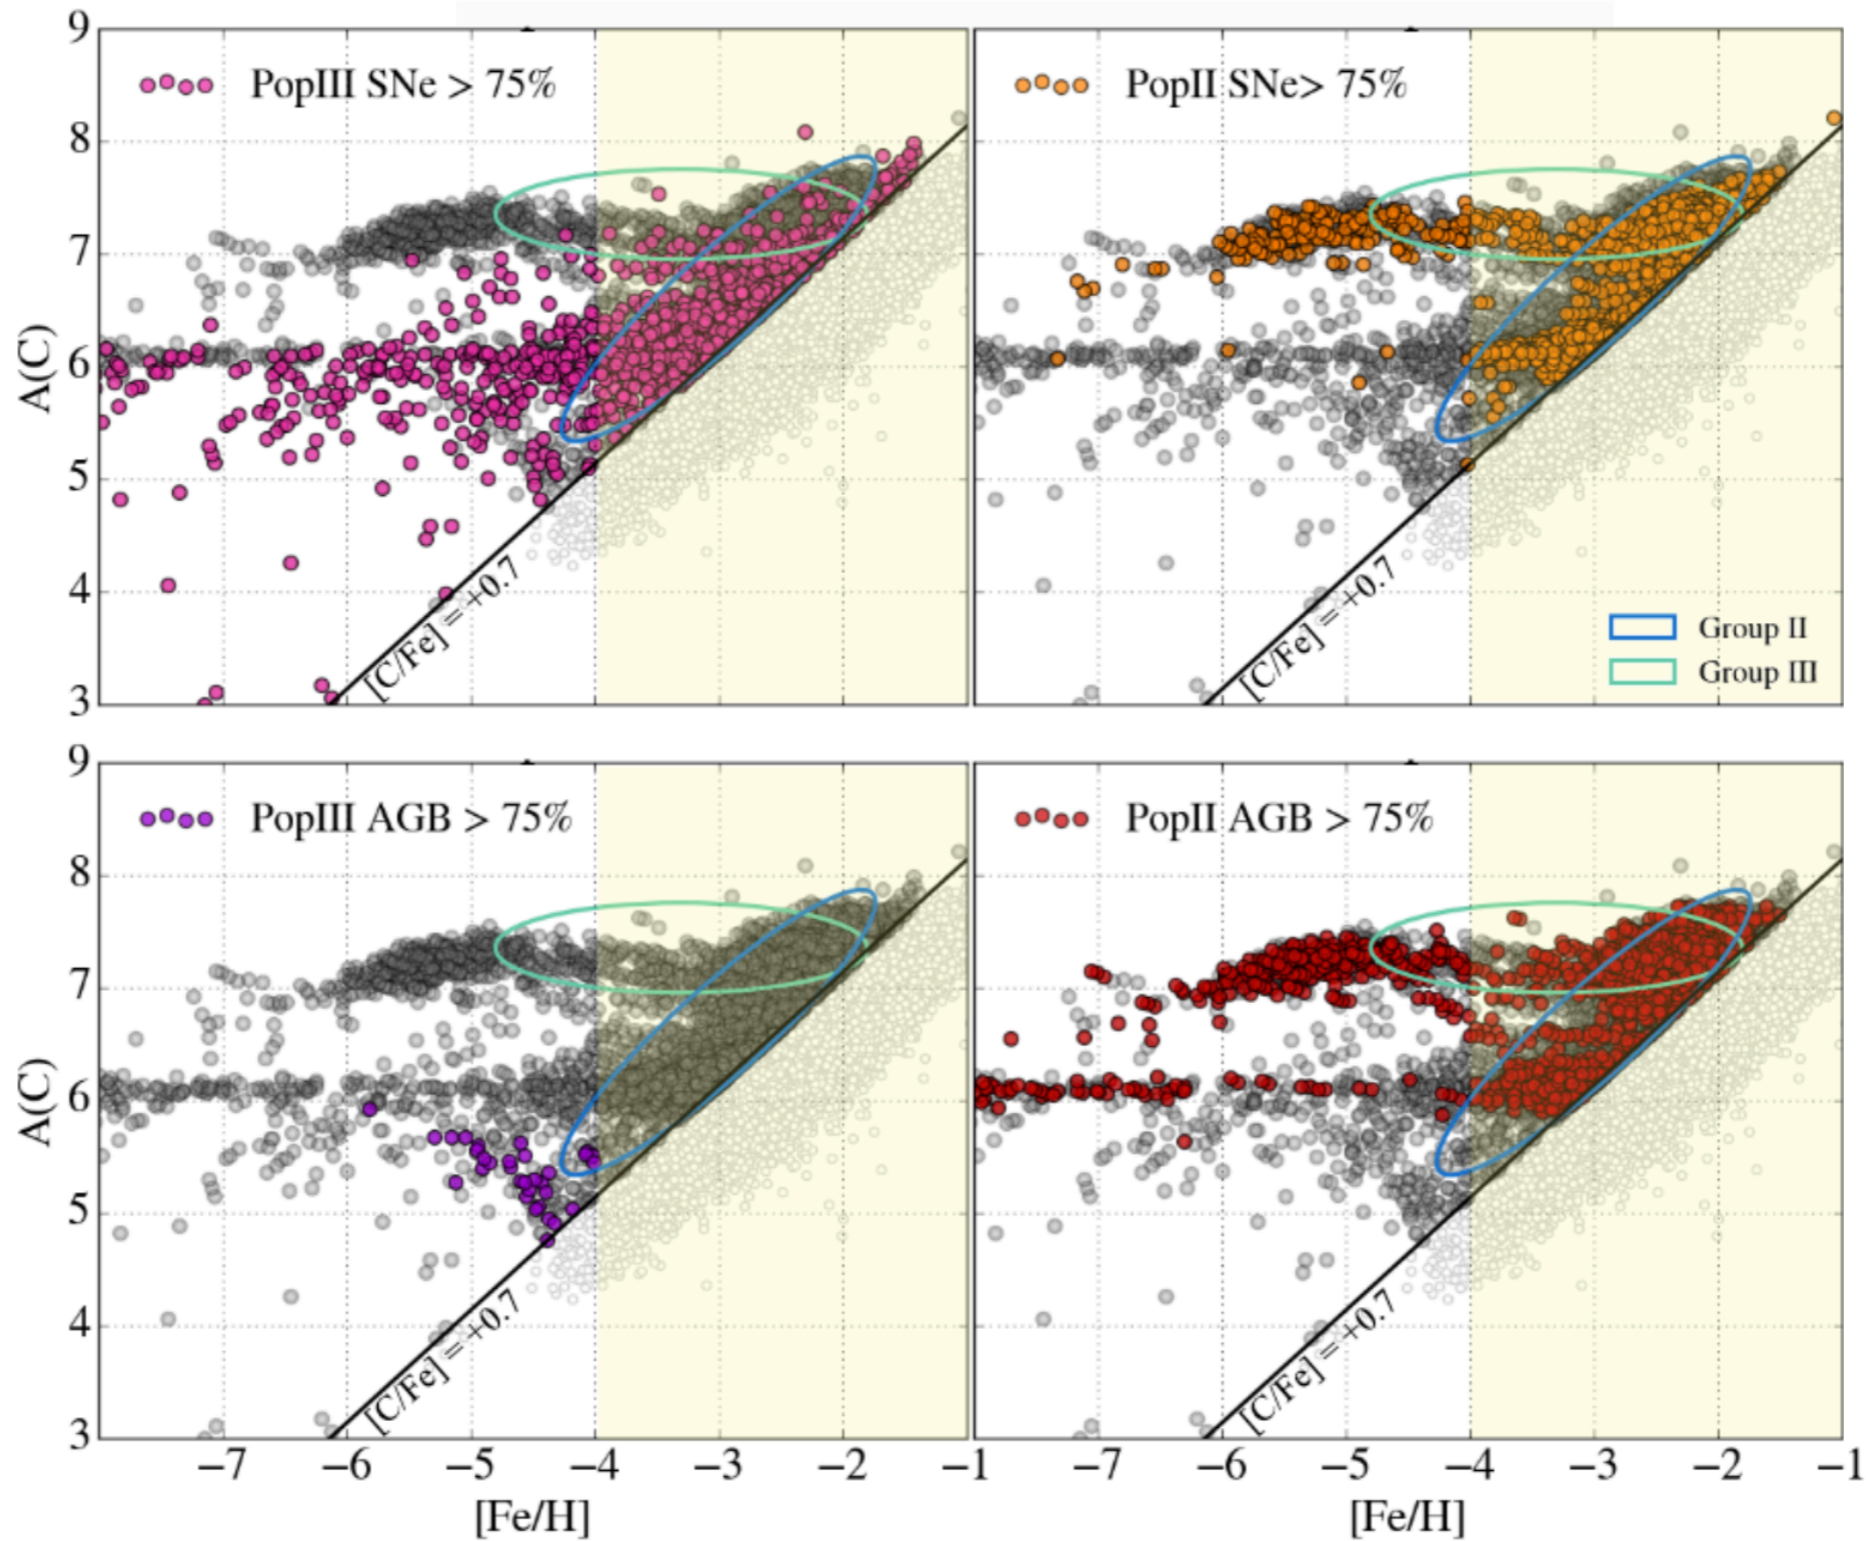 PopIII SNe > 75%
PopII SNe> 75%
9
8
7
6
5
4
3
A(C)
[C/Fe] = +0.7
[C/Fe] = +0.7
Group II
Group III
PopIII AGB > 75%
PopII AGB > 75%
9
8
7
6
5
4
3
A(C)
[C/Fe] = +0.7
[C/Fe] = +0.7
−7 −6 −5 −4 −3 −2 −1 −7 −6 −5 −4 −3 −2 −1
[Fe/H]
[Fe/H]